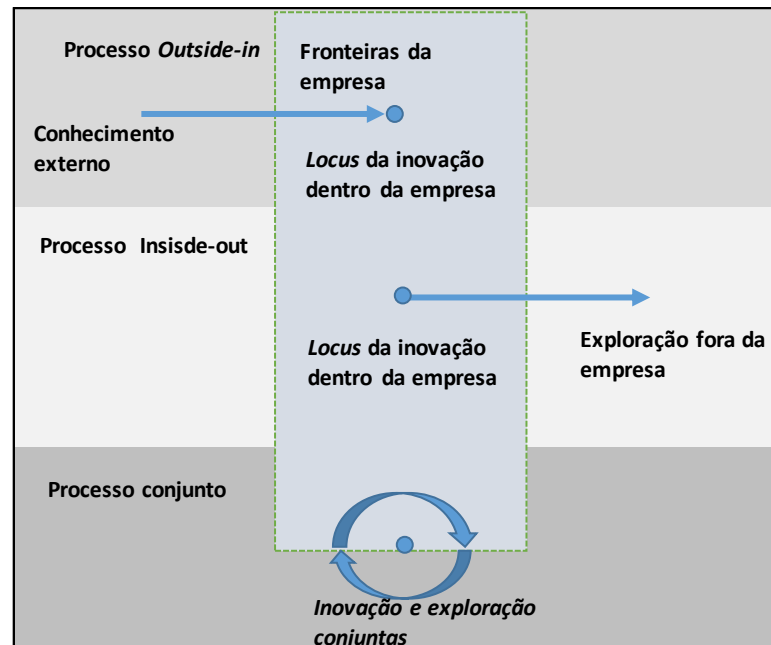 Processo Outside-in
Fronteiras da
empresa
Conhecimento
externo
Locus da inovação
dentro da empresa
Processo Insisde-out
Locus da inovação
dentro da empresa
Exploração fora da
empresa
Processo conjunto
Inovação e exploração
conjuntas